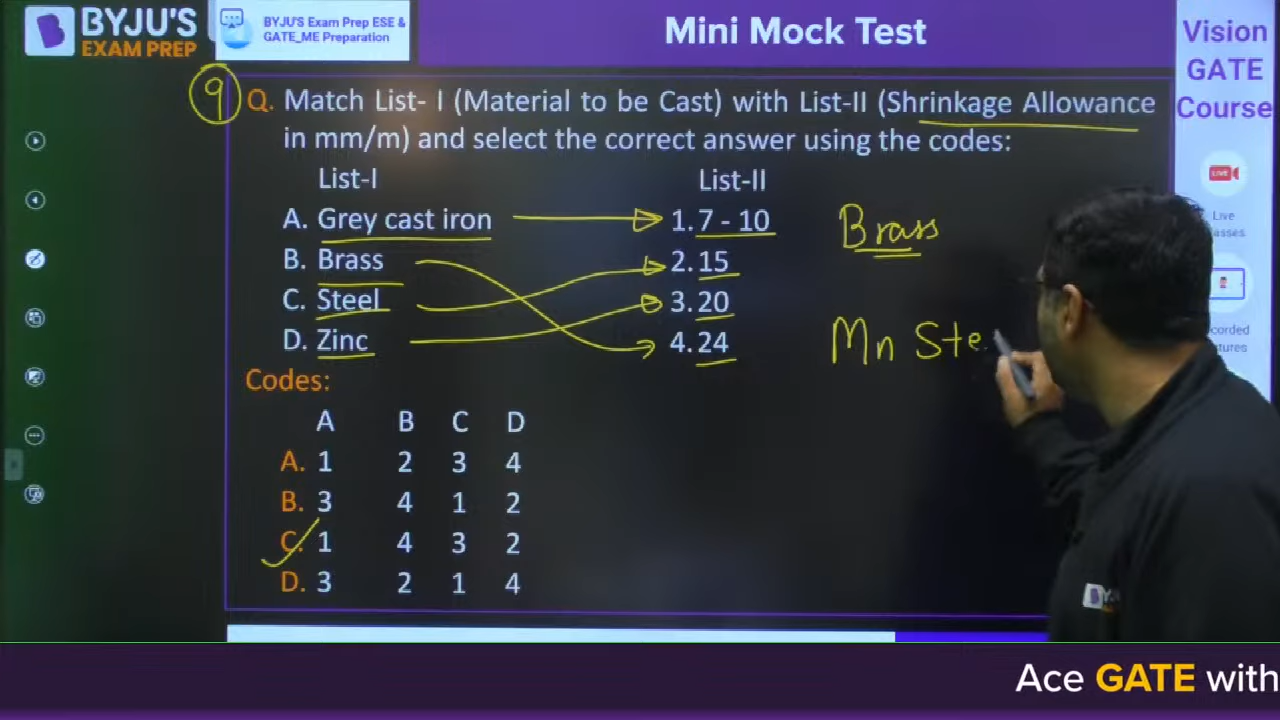 BYJU'S
EXAM PREP
BYJU'S Exam Prep ESE &
GATE_ME Preparation
Mini Mock Test
Vision
GATE
Course
9
Q. Match List- I (Material to be Cast) with List-II (Shrinkage Allowance
in mm/m) and select the correct answer using the codes:
List-I List-II
A. Grey cast iron 1. 7 - 10
B. Brass 2. 15
C. Steel 3. 20
D. Zinc 4. 24
Brass
Mn Ste
Codes:
A B C D
A. 1 2 3 4
B. 3 4 1 2
C. 1 4 3 2
D. 3 2 1 4
LIVE
Live
BYJ
Ace GATE with